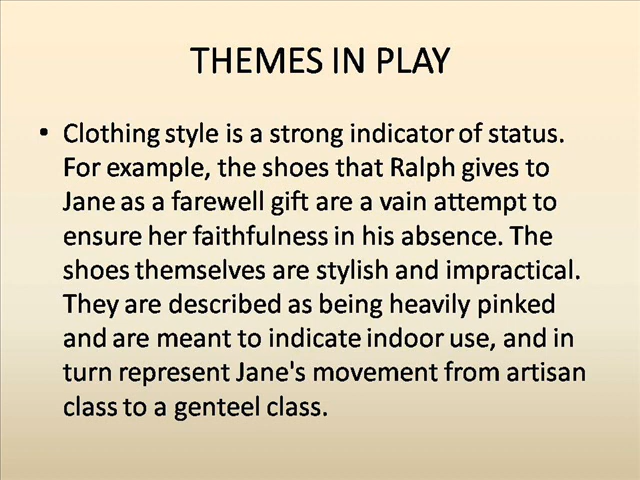 THEMES IN PLAY
• Clothing style is a strong indicator of status.
For example, the shoes that Ralph gives to
Jane as a farewell gift are a vain attempt to
ensure her faithfulness in his absence. The
shoes themselves are stylish and impractical.
They are described as being heavily pinked
and are meant to indicate indoor use, and in
turn represent Jane's movement from artisan
class to a genteel class.